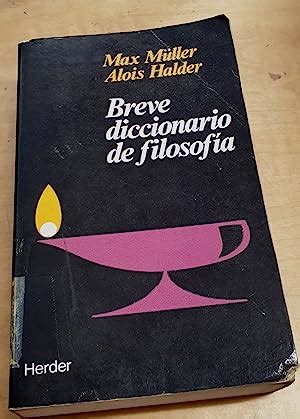 Max Müller
Alois Halder
Breve
diccionario
de filosofía
Herder